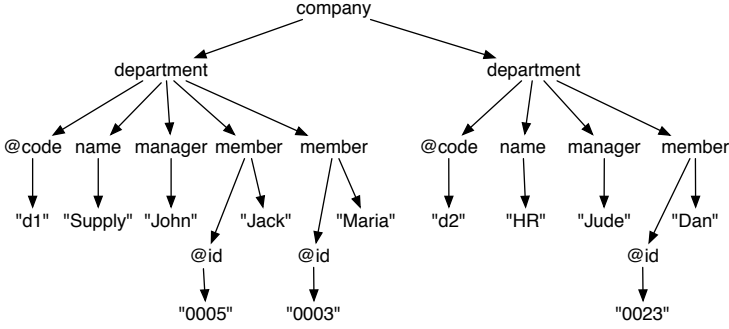 company
department department
@code name manager member member @code name manager member
"d1" "Supply" "John" "Jack" "Maria" "d2" "HR" "Jude" "Dan"
@id @id @id
"0005" "0003" "0023"